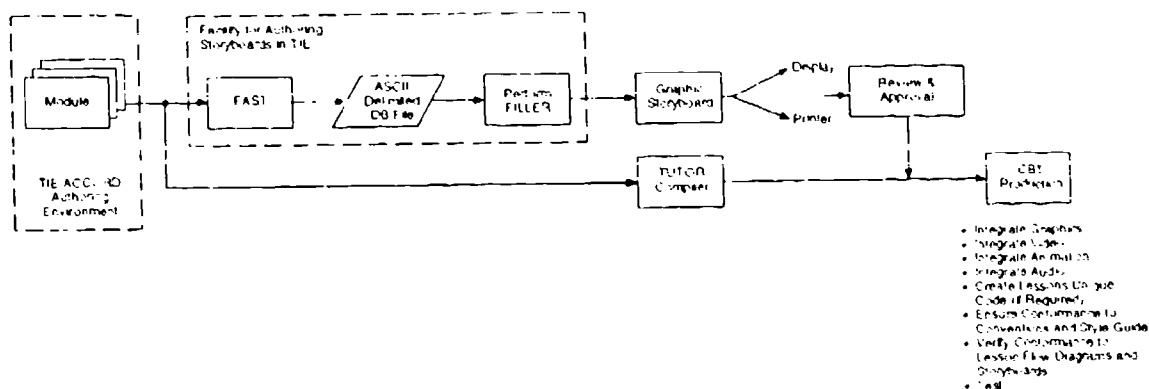 Facility for Authoring
Storyboards in TIE
Module
FAST
ASCII
Delimited
DB File
Perform
FILLER
Graphic
Storyboard
Display
Printer
Review &
Approval
TIE ACCORD
Authoring
Environment
TUTOR
Compiler
CBT
Production
• Integrate Graphics
• Integrate Video
• Integrate Animation
• Integrate Audio
• Create Lessons Unique
Code (if Required)
• Ensure Conformance to
Conventions and Style Guide
• Verify Conformance to
Lesson Flow Diagrams and
Storyboards
• Test